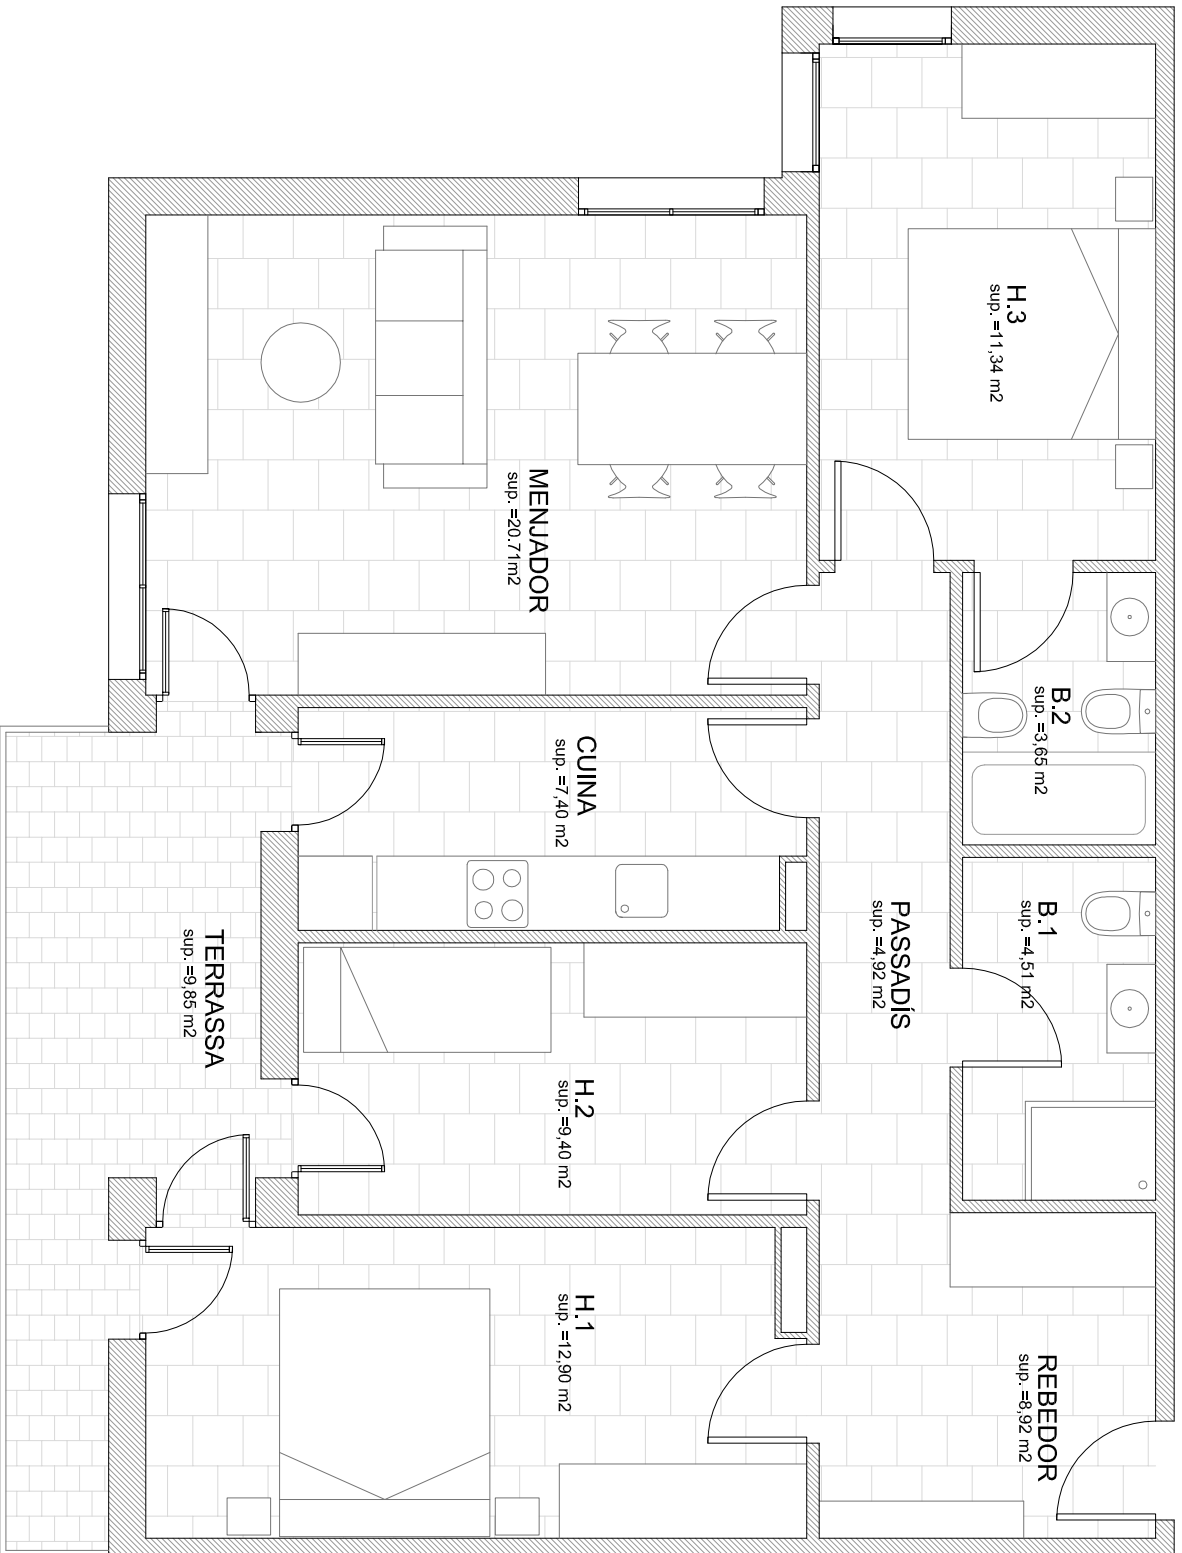 H.3
sup. =11,34 m2
MENJADOR
sup. =20.71m2
B.2
sup. =3,65 m2
CUINA
sup. =7,40 m2
B.1
sup. =4,51 m2
PASSADÍS
sup. =4,92 m2
TERRASSA
sup. =9,85 m2
H.2
sup. =9,40 m2
H.1
sup. =12,90 m2
REBEDOR
sup. =8,92 m2